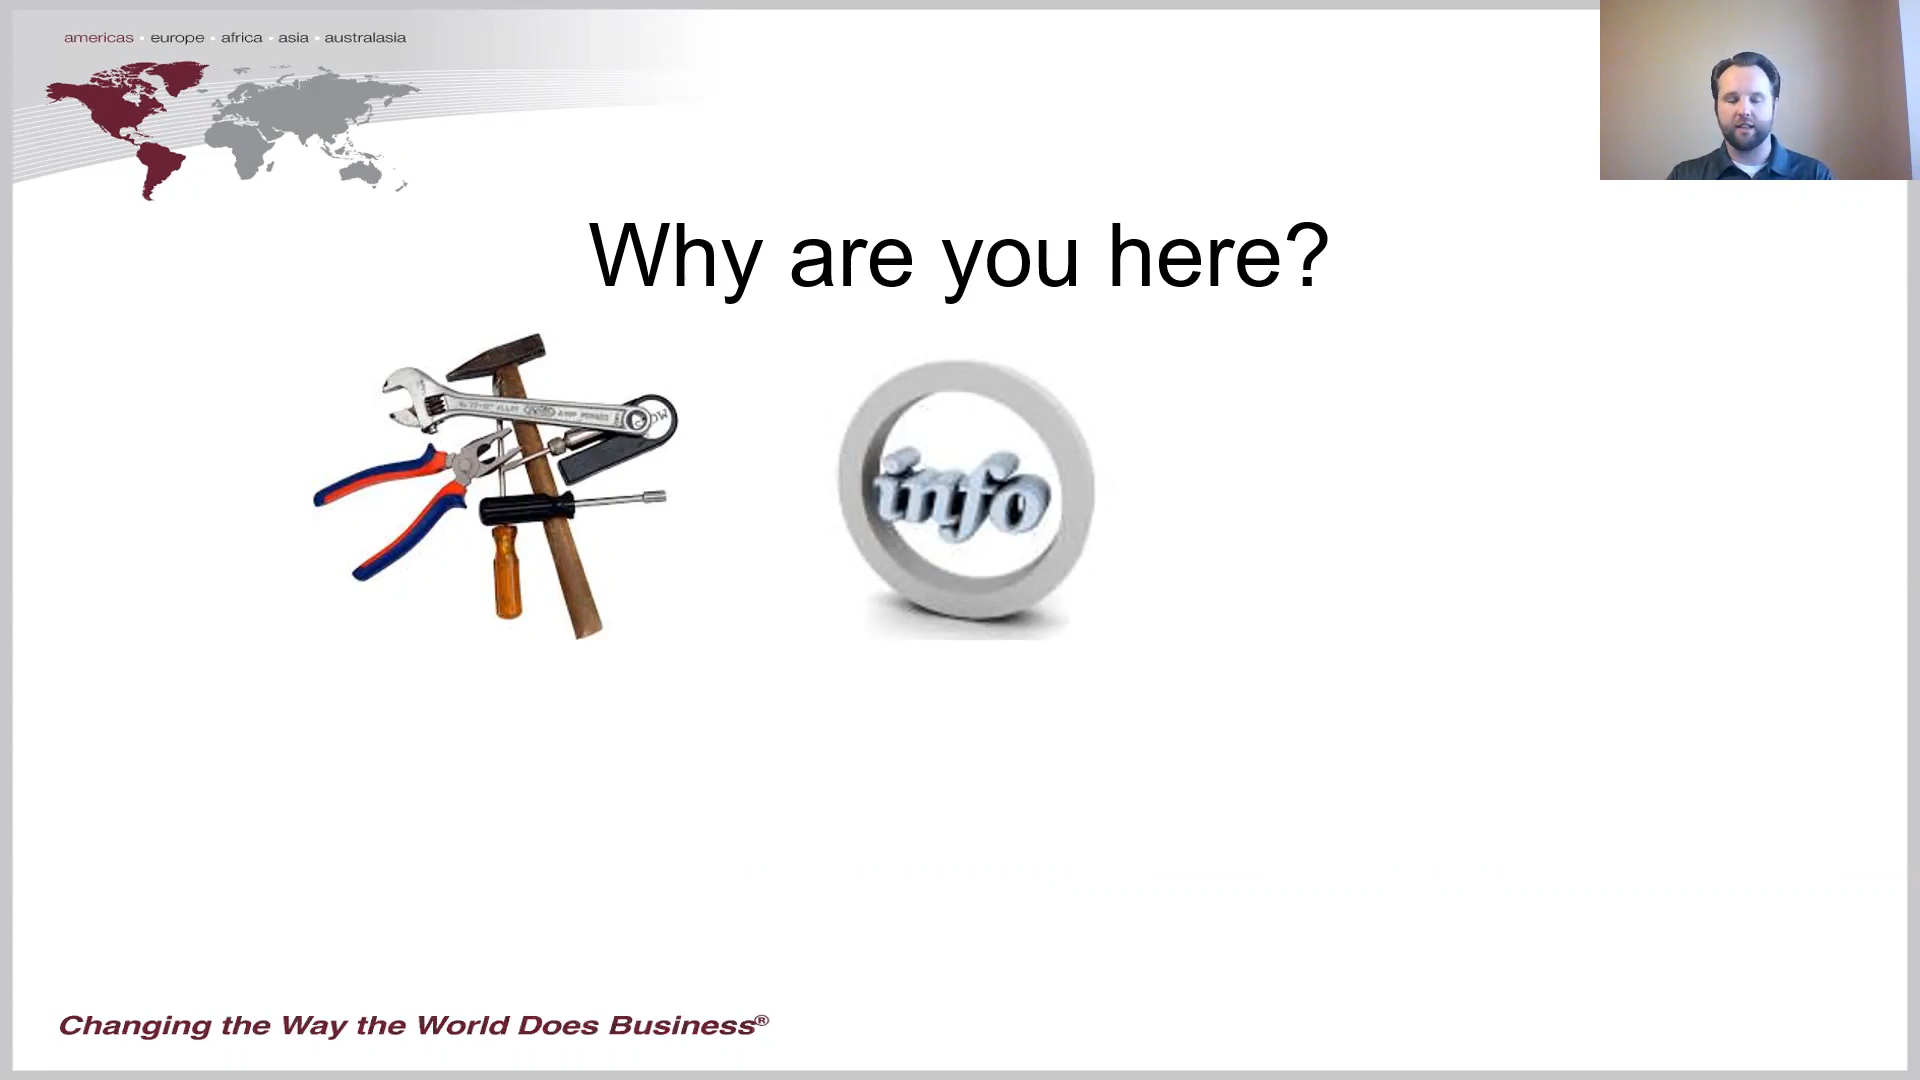 americas europe africa asia australasia
Why are you here?
info
Changing the Way the World Does Business®